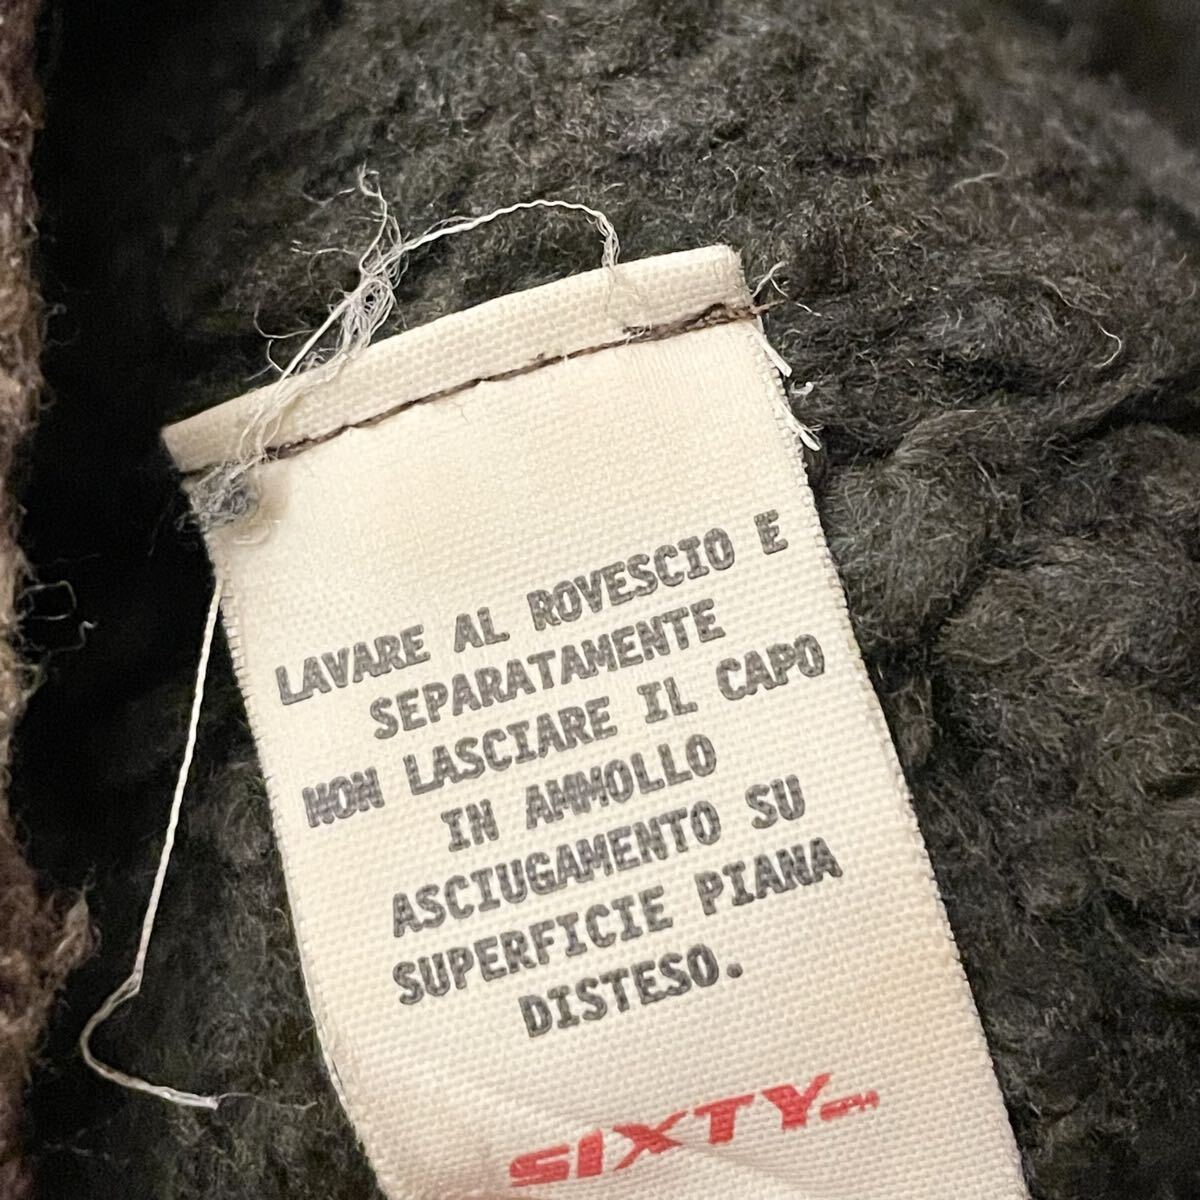 LAVARE AL ROVESCIO E
SEPARATAMENTE
NON LASCIARE IL CAPO
IN AMMOLLO
ASCIUGAMENTO SU
SUPERFICIE PIANA
DISTESO.
SIXTY